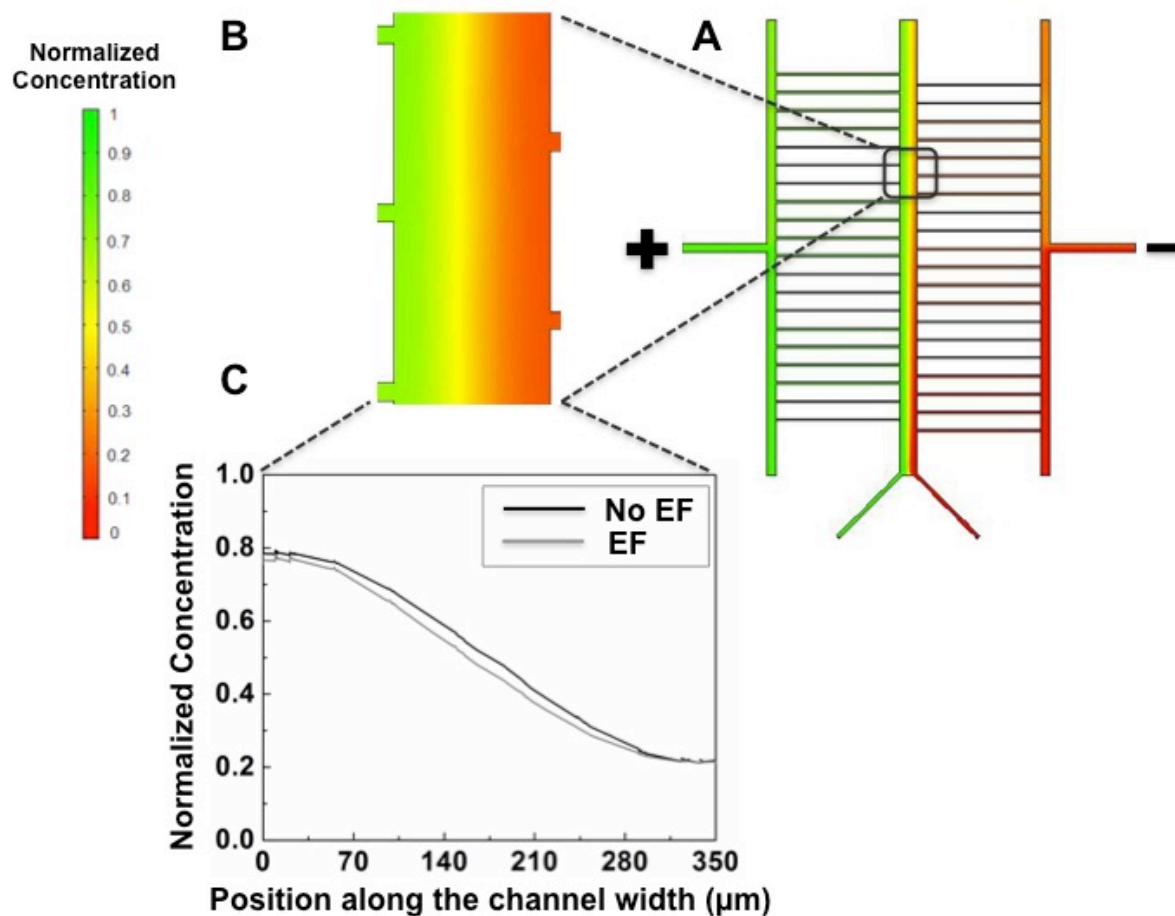 Normalized
Concentration
1
0.9
0.8
0.7
0.6
0.5
0.4
0.3
0.2
0.1
0
B
A
+
−
C
Normalized Concentration
1.0
0.8
0.6
0.4
0.2
0.0
No EF
EF
0 70 140 210 280 350
Position along the channel width (µm)